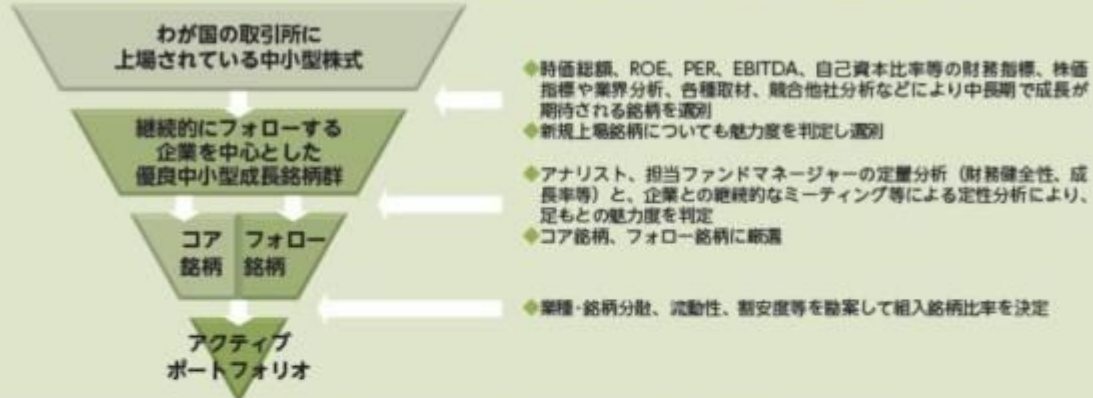 わが国の取引所に
上場されている中小型株式
◆時価総額、ROE、PER、EBITDA、自己資本比率等の財務指標、株価
指標や業界分析、各種取材、競合他社分析などにより中長期で成長が
期待される銘柄を選別
◆新規上場銘柄についても魅力度を判定し選別
継続的にフォローする
企業を中心とした
優良中小型成長銘柄群
◆アナリスト、担当ファンドマネージャーの定量分析（財務健全性、成
長率等）と、企業との継続的なミーティング等による定性分析により、
足もとの魅力度を判定
◆コア銘柄、フォロー銘柄に厳選
コア
銘柄
フォロー
銘柄
◆業種・銘柄分散、流動性、割安度等を勘案して組入銘柄比率を決定
アクティブ
ポートフォリオ